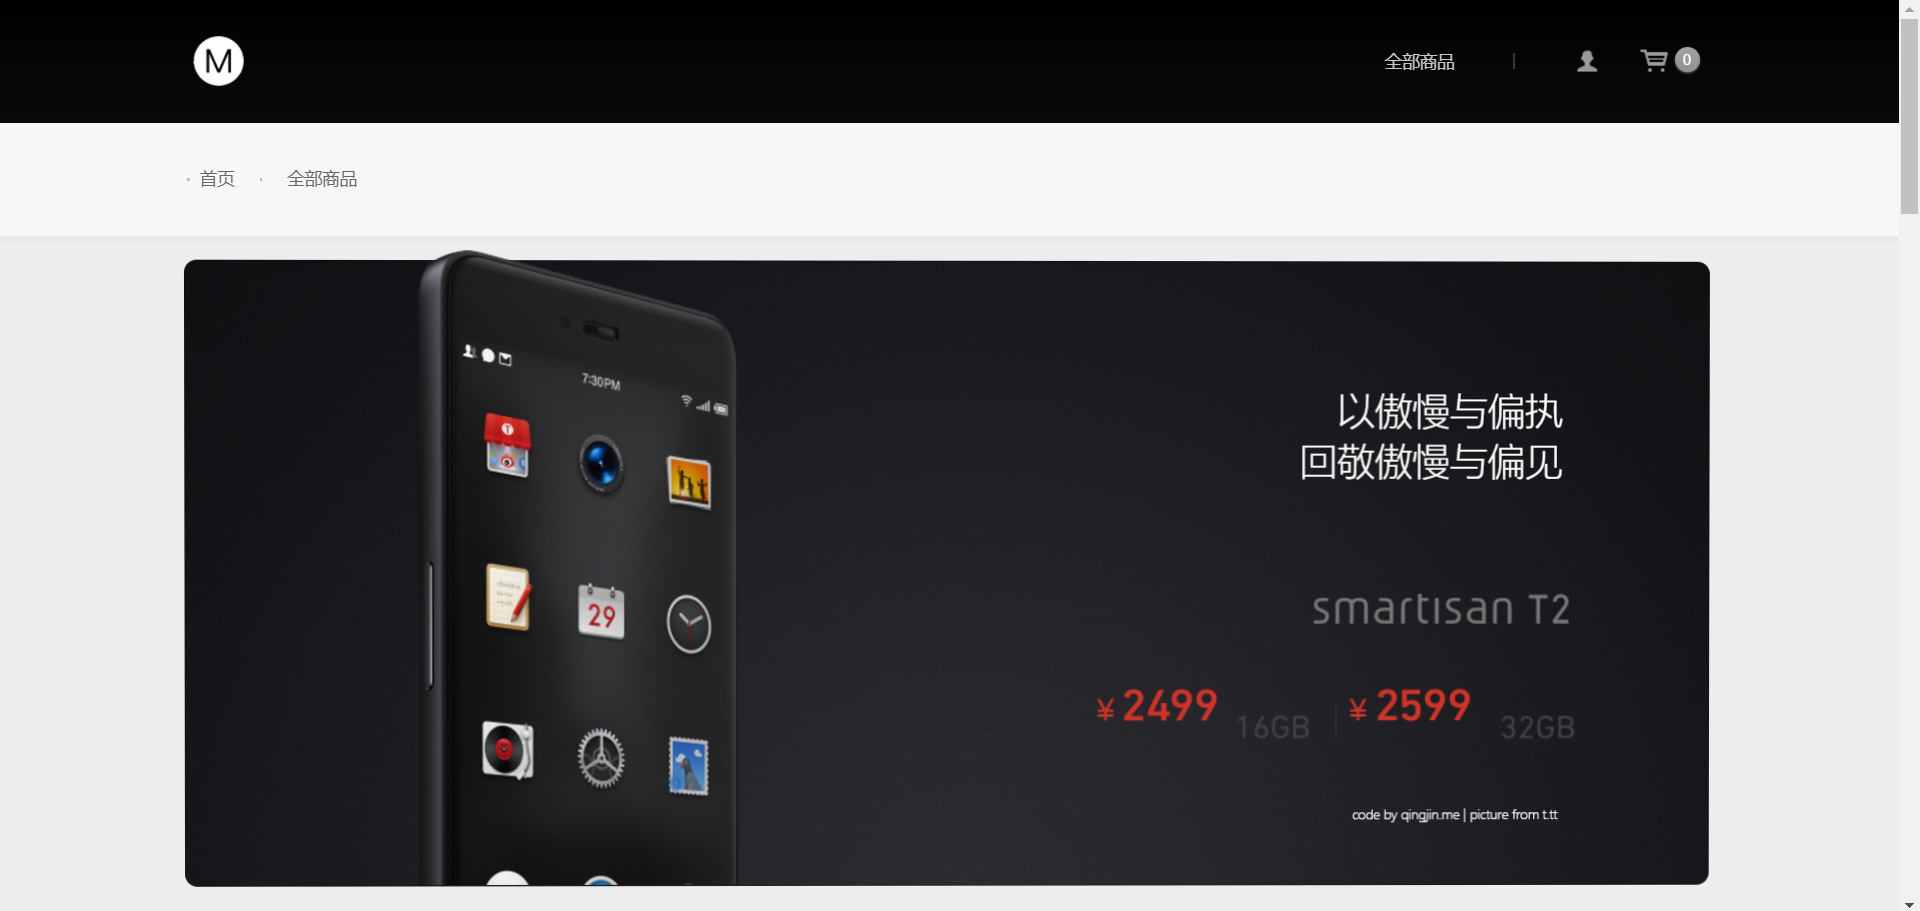 M
全部商品
0
首页
全部商品
7:30PM
T
29
以傲慢与偏执
回敬傲慢与偏见
smartisan T2
¥ 2499 16GB | ¥ 2599 32GB
code by qingjin.me | picture from t.tt